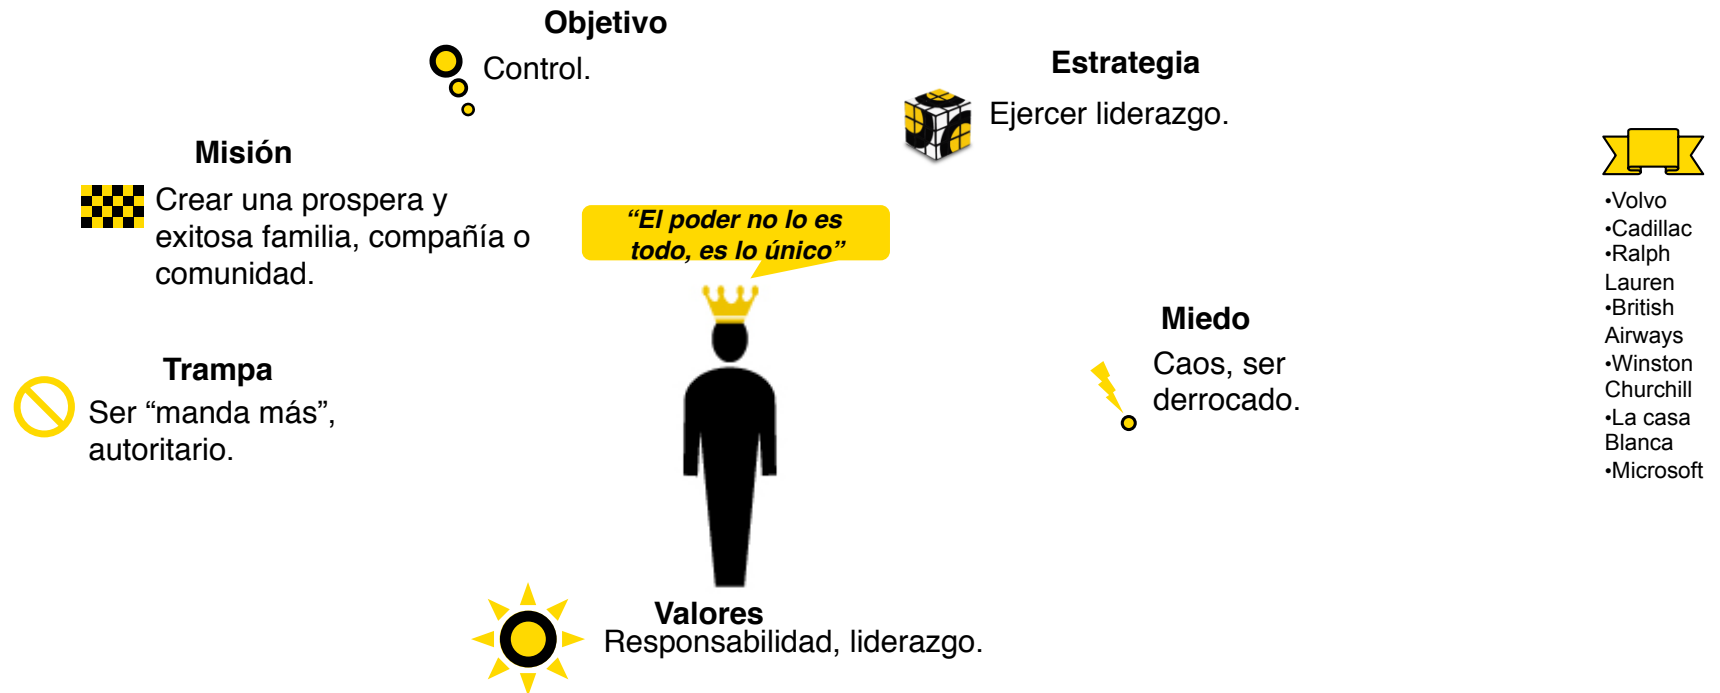 Objetivo
Control.
Estrategia
Ejercer liderazgo.
Misión
Crear una prospera y
exitosa familia, compañía o
comunidad.
“El poder no lo es
todo, es lo único”
Miedo
Caos, ser
derrocado.
Trampa
Ser “manda más”,
autoritario.
Valores
Responsabilidad, liderazgo.
•Volvo
•Cadillac
•Ralph
Lauren
•British
Airways
•Winston
Churchill
•La casa
Blanca
•Microsoft